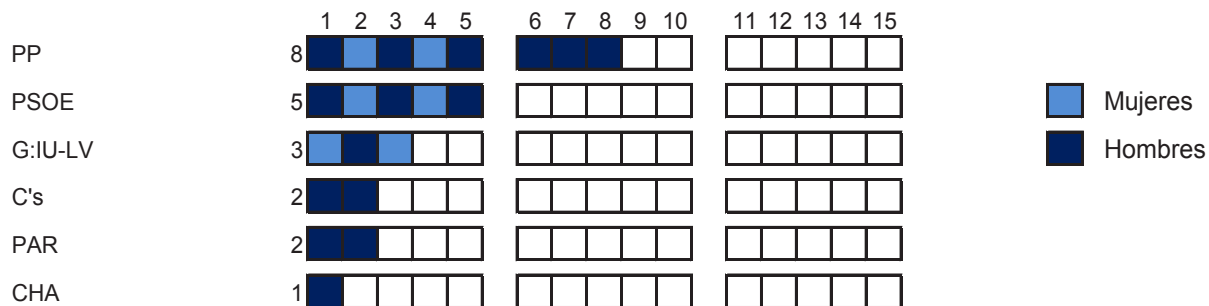 1 2 3 4 5 6 7 8 9 10 11 12 13 14 15
PP 8
PSOE 5
G:IU-LV 3
C's 2
PAR 2
CHA 1
Mujeres
Hombres